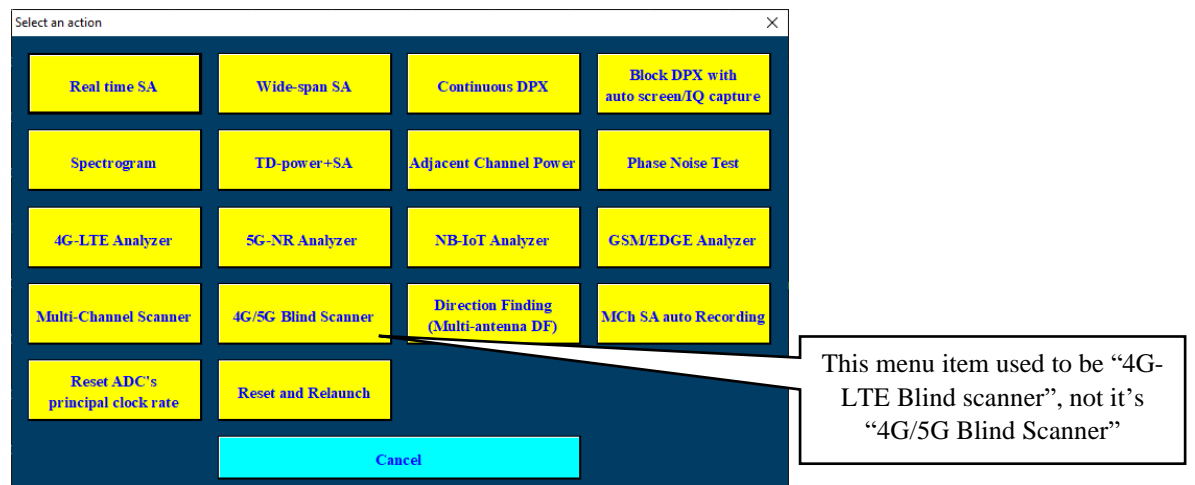 Select an action
Real time SA
Wide-span SA
Continuous DPX
Block DPX with
auto screen/IQ capture
Spectrogram
TD-power+SA
Adjacent Channel Power
Phase Noise Test
4G-LTE Analyzer
5G-NR Analyzer
NB-IoT Analyzer
GSM/EDGE Analyzer
Multi-Channel Scanner
4G/5G Blind Scanner
Direction Finding
(Multi-antenna DF)
MCh SA auto Recording
This menu item used to be “4G-
LTE Blind scanner”, not it’s
“4G/5G Blind Scanner”
Reset ADC's
principal clock rate
Reset and Relaunch
Cancel